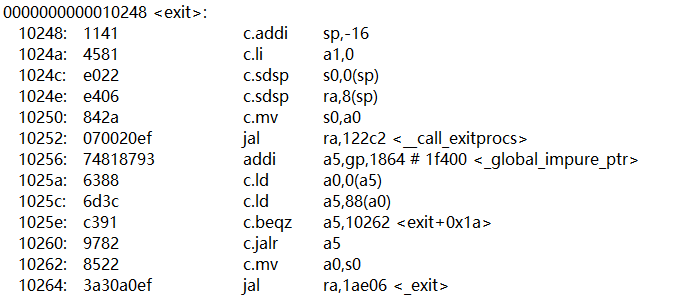 0000000000010248 <exit>:
10248: 1141 c.addi sp,-16
1024a: 4581 c.li a1,0
1024c: e022 c.sdsp s0,0(sp)
1024e: e406 c.sdsp ra,8(sp)
10250: 842a c.mv s0,a0
10252: 070020ef jal ra,122c2 <__call_exitprocs>
10256: 74818793 addi a5,gp,1864 # 1f400 <_global_impure_ptr>
1025a: 6388 c.ld a0,0(a5)
1025c: 6d3c c.ld a5,88(a0)
1025e: c391 c.beqz a5,10262 <exit+0x1a>
10260: 9782 c.jalr a5
10262: 8522 c.mv a0,s0
10264: 3a30a0ef jal ra,1ae06 <_exit>